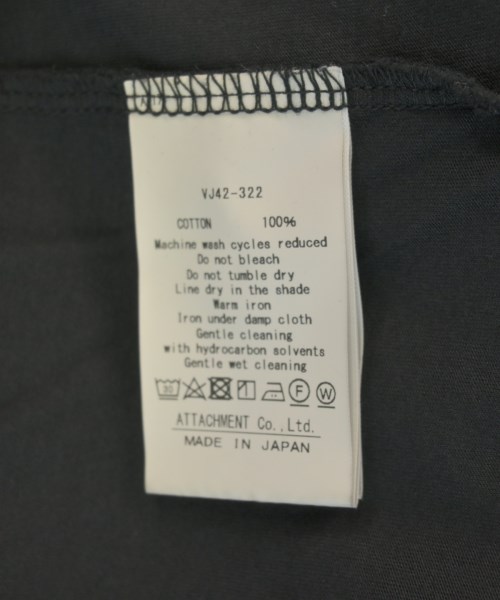 VJ42-322
COTTON 100%
Machine wash cycles reduced
Do not bleach
Do not tumble dry
Line dry in the shade
Warm iron
Iron under damp cloth
Gentle cleaning
with hydrocarbon solvents
Gentle wet cleaning
30 F W
ATTACHMENT Co.,Ltd.
MADE IN JAPAN